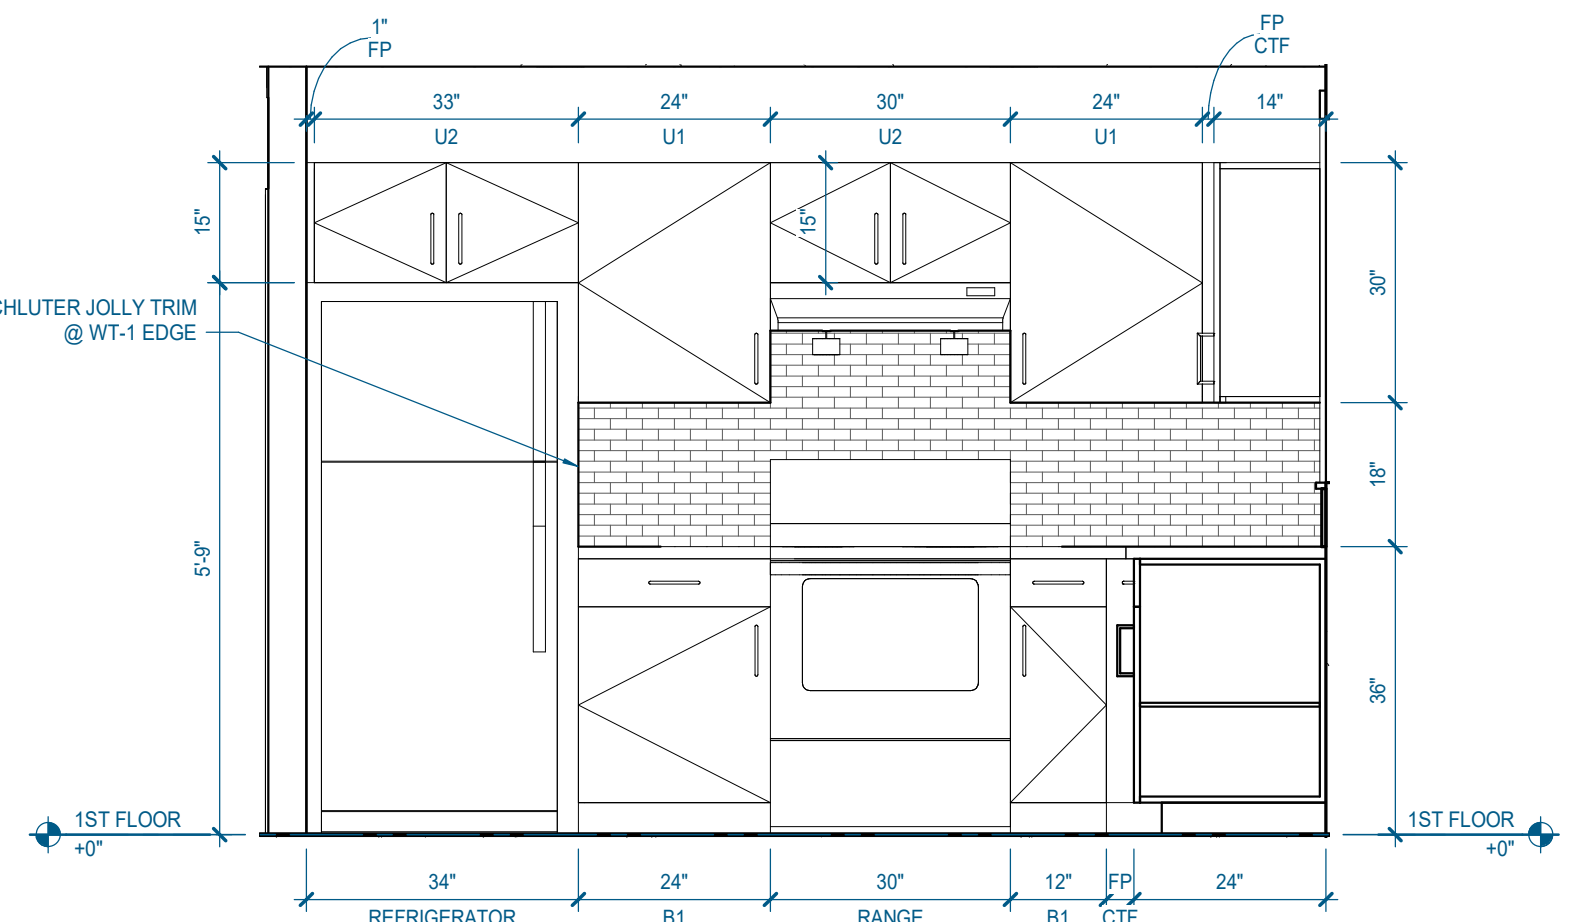 1"
FP
FP
CTF
33"
24"
30"
24"
14"
U2
U1
U2
U1
15"
15"
30"
CHLUTER JOLLY TRIM
@ WT-1 EDGE
18"
5'-9"
36"
1ST FLOOR
+0"
1ST FLOOR
+0"
34"
24"
30"
12"
FP
24"
REFRIGERATOR
B1
RANGE
B1
CTF